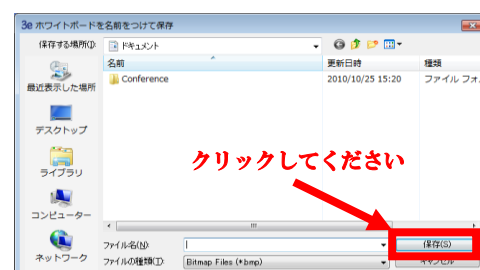 3e ホワイトボードを名前をつけて保存
保存する場所(I): ドキュメント
名前 更新日時 種類
Conference 2010/10/25 15:20 ファイル フォ
最近表示した場所
デスクトップ
ライブラリ
コンピューター
ネットワーク
クリックしてください
ファイル名(N): 保存(S)
ファイルの種類(T): Bitmap Files (*bmp) キャンセル